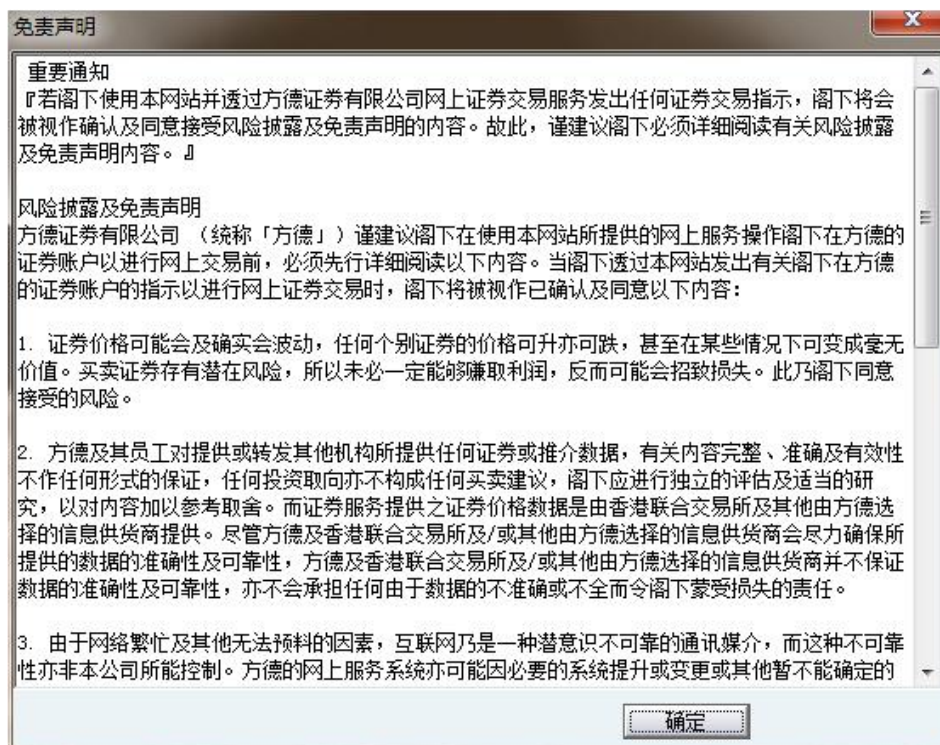 免责声明
重要通知
『若阁下使用本网站并透过方德证券有限公司网上证券交易服务发出任何证券交易指示，阁下将会
被视作确认及同意接受风险披露及免责声明的内容。故此，谨建议阁下必须详细阅读有关风险披露
及免责声明内容。』
风险披露及免责声明
方德证券有限公司 （统称「方德」）谨建议阁下在使用本网站所提供的网上服务操作阁下在方德的
证券账户以进行网上交易前，必须先行详细阅读以下内容。当阁下透过本网站发出有关阁下在方德
的证券账户的指示以进行网上证券交易时，阁下将被视作已确认及同意以下内容：
1. 证券价格可能会及确实会波动，任何个别证券的价格可升亦可跌，甚至在某些情况下可变成毫无
价值。买卖证券存有潜在风险，所以未必一定能够赚取利润，反而可能会招致损失。此乃阁下同意
接受的风险。
2. 方德及其员工对提供或转发其他机构所提供任何证券或推介数据，有关内容完整、准确及有效性
不作任何形式的保证，任何投资取向亦不构成任何买卖建议，阁下应进行独立的评估及适当的研
究，以对内容加以参考取舍。而证券服务提供之证券价格数据是由香港联合交易所及其他由方德选
择的信息供货商提供。尽管方德及香港联合交易所及/或其他由方德选择的信息供货商会尽力确保所
提供的数据的准确性及可靠性，方德及香港联合交易所及/或其他由方德选择的信息供货商并不保证
数据的准确性及可靠性，亦不会承担任何由于数据的不准确或不全而令阁下蒙受损失的责任。
3. 由于网络繁忙及其他无法预料的因素，互联网乃是一种潜意识不可靠的通讯媒介，而这种不可靠
性亦非本公司所能控制。方德的网上服务系统亦可能因必要的系统提升或变更或其他暂不能确定的
确定